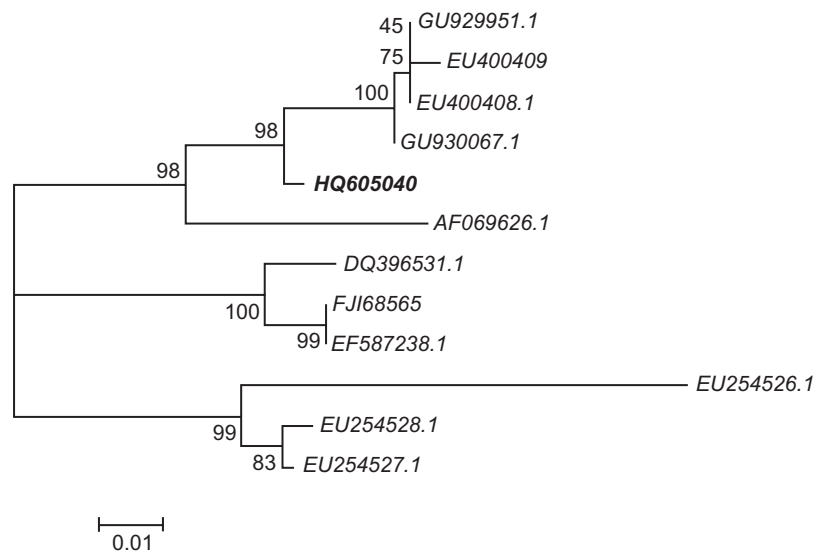 45
GU929951.1
75
EU400409
100
EU400408.1
98
GU930067.1
98
HQ605040
AF069626.1
DQ396531.1
100
FJI68565
99
EF587238.1
EU254526.1
99
EU254528.1
83
EU254527.1
0.01